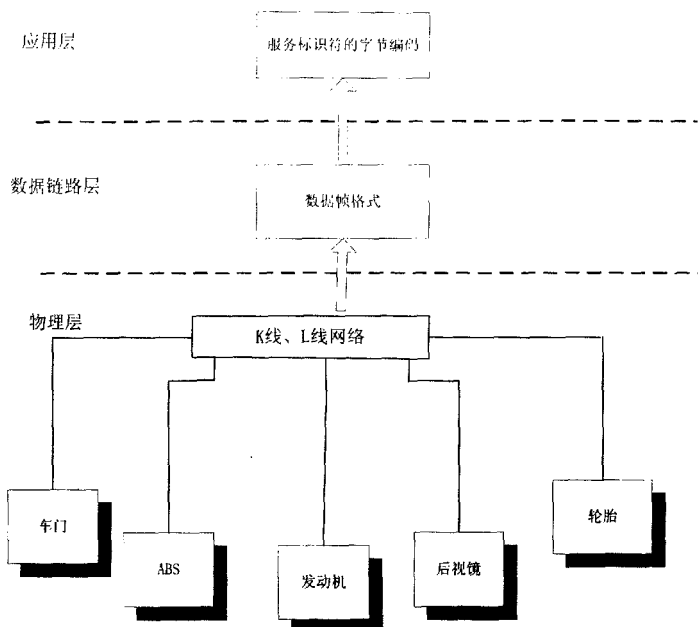 应用层
服务标识符的字节编码
数据链路层
数据帧格式
物理层
K线、L线网络
车门
ABS
发动机
后视镜
轮胎